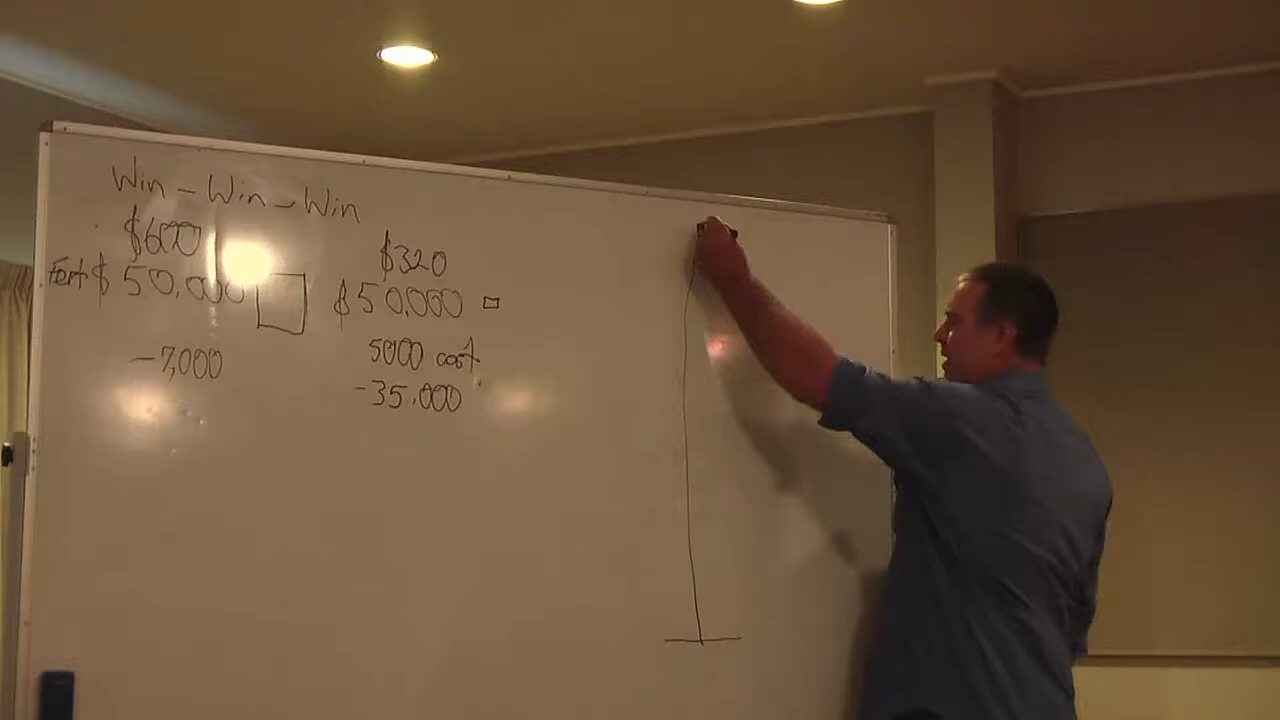 Win - Win - Win
$600
Fert $50,000
-7,000
$320
$50,000
5000 cost
-35,000